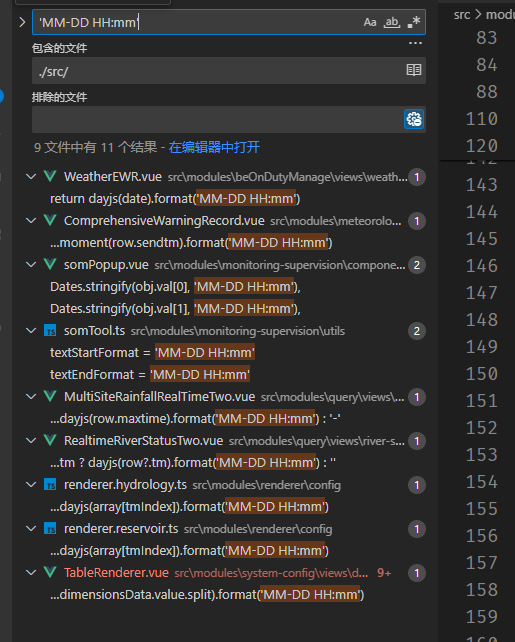 'MM-DD HH:mm'
Aa ab .*
包含的文件
./src/
排除的文件
9 文件中有 11 个结果 - 在编辑器中打开
WeatherEWR.vue src\modules\beOnDutyManage\views\weath... 1
return dayjs(date).format('MM-DD HH:mm')
ComprehensiveWarningRecord.vue src\modules\meteorolo... 1
...moment(row.sendtm).format('MM-DD HH:mm')
somPopup.vue src\modules\monitoring-supervision\compone... 2
Dates.stringify(obj.val[0], 'MM-DD HH:mm'),
Dates.stringify(obj.val[1], 'MM-DD HH:mm'),
TS somTool.ts src\modules\monitoring-supervision\utils 2
textStartFormat = 'MM-DD HH:mm'
textEndFormat = 'MM-DD HH:mm'
MultiSiteRainfallRealTimeTwo.vue src\modules\query\views\... 1
...dayjs(row.maxtime).format('MM-DD HH:mm') : '-'
RealtimeRiverStatusTwo.vue src\modules\query\views\river-s... 1
...tm ? dayjs(row?.tm).format('MM-DD HH:mm') : ''
TS renderer.hydrology.ts src\modules\renderer\config 1
...dayjs(array[tmIndex]).format('MM-DD HH:mm')
TS renderer.reservoir.ts src\modules\renderer\config 1
...dayjs(array[tmIndex]).format('MM-DD HH:mm')
TableRenderer.vue src\modules\system-config\views\d... 9+ 1
...dimensionsData.value.split).format('MM-DD HH:mm')
src > modu
83
84
88
110
120
142
143
144
145
146
147
148
149
150
151
152
153
154
155
156
157
158
159
160